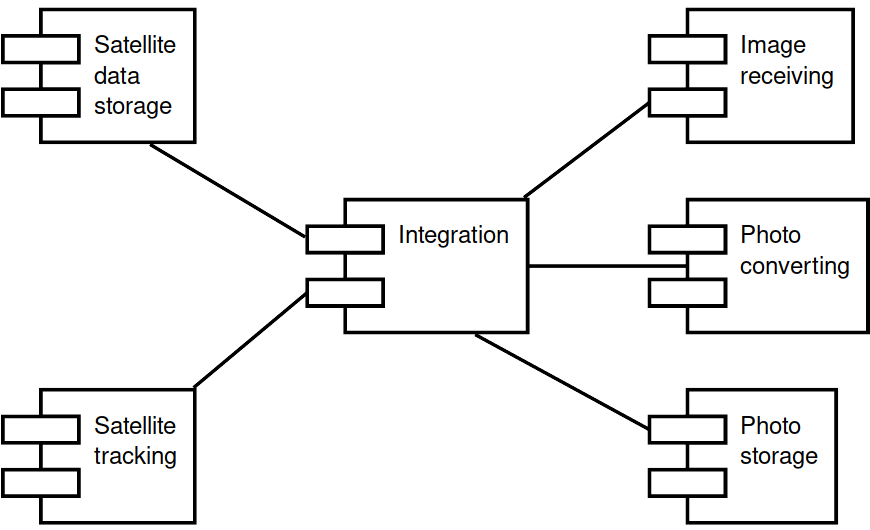 Satellite
data
storage
Image
receiving
Integration
Photo
converting
Satellite
tracking
Photo
storage